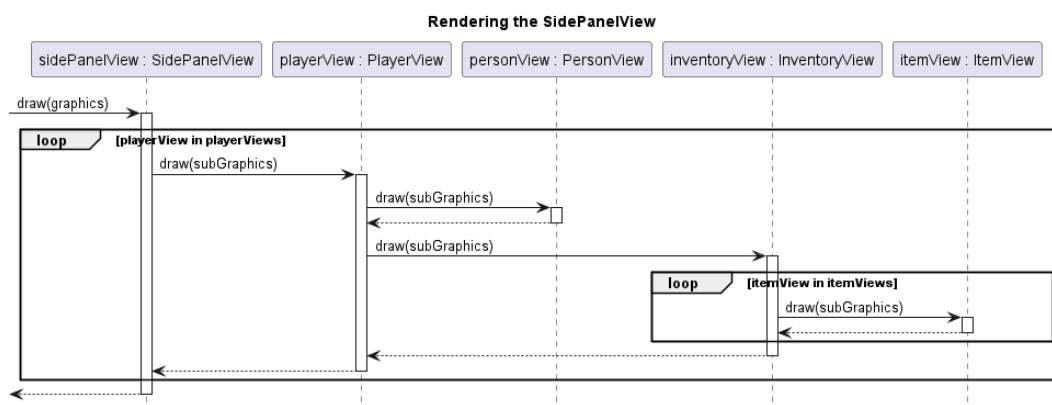 Rendering the SidePanelView
sidePanelView : SidePanelView
playerView : PlayerView
personView : PersonView
inventoryView : InventoryView
itemView : ItemView
draw(graphics)
loop
[playerView in playerViews]
draw(subGraphics)
draw(subGraphics)
draw(subGraphics)
loop
[itemView in itemViews]
draw(subGraphics)